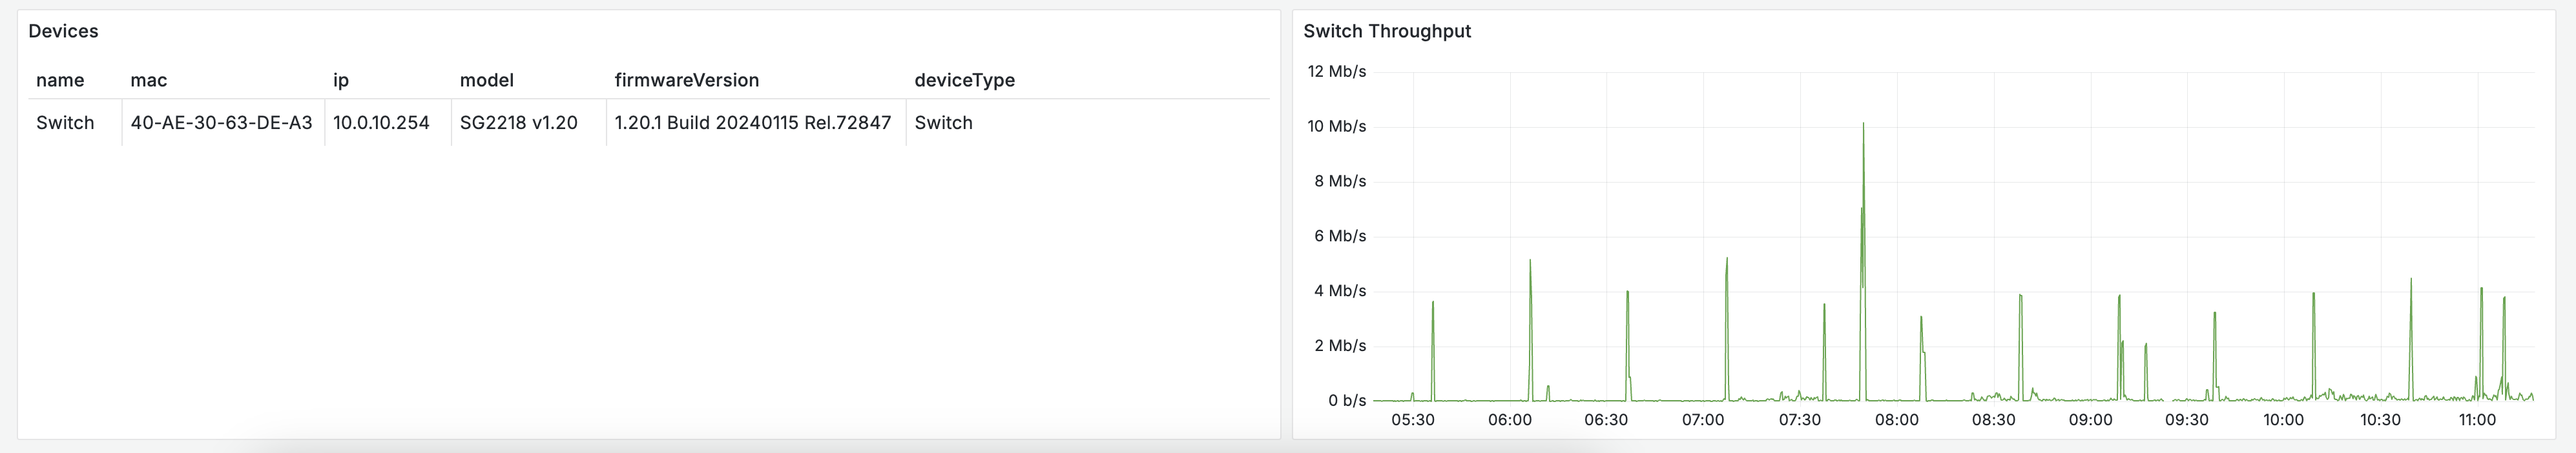 Devices
name mac ip model firmwareVersion deviceType
Switch 40-AE-30-63-DE-A3 10.0.10.254 SG2218 v1.20 1.20.1 Build 20240115 Rel.72847 Switch
Switch Throughput
12 Mb/s
10 Mb/s
8 Mb/s
6 Mb/s
4 Mb/s
2 Mb/s
0 b/s
05:30 06:00 06:30 07:00 07:30 08:00 08:30 09:00 09:30 10:00 10:30 11:00